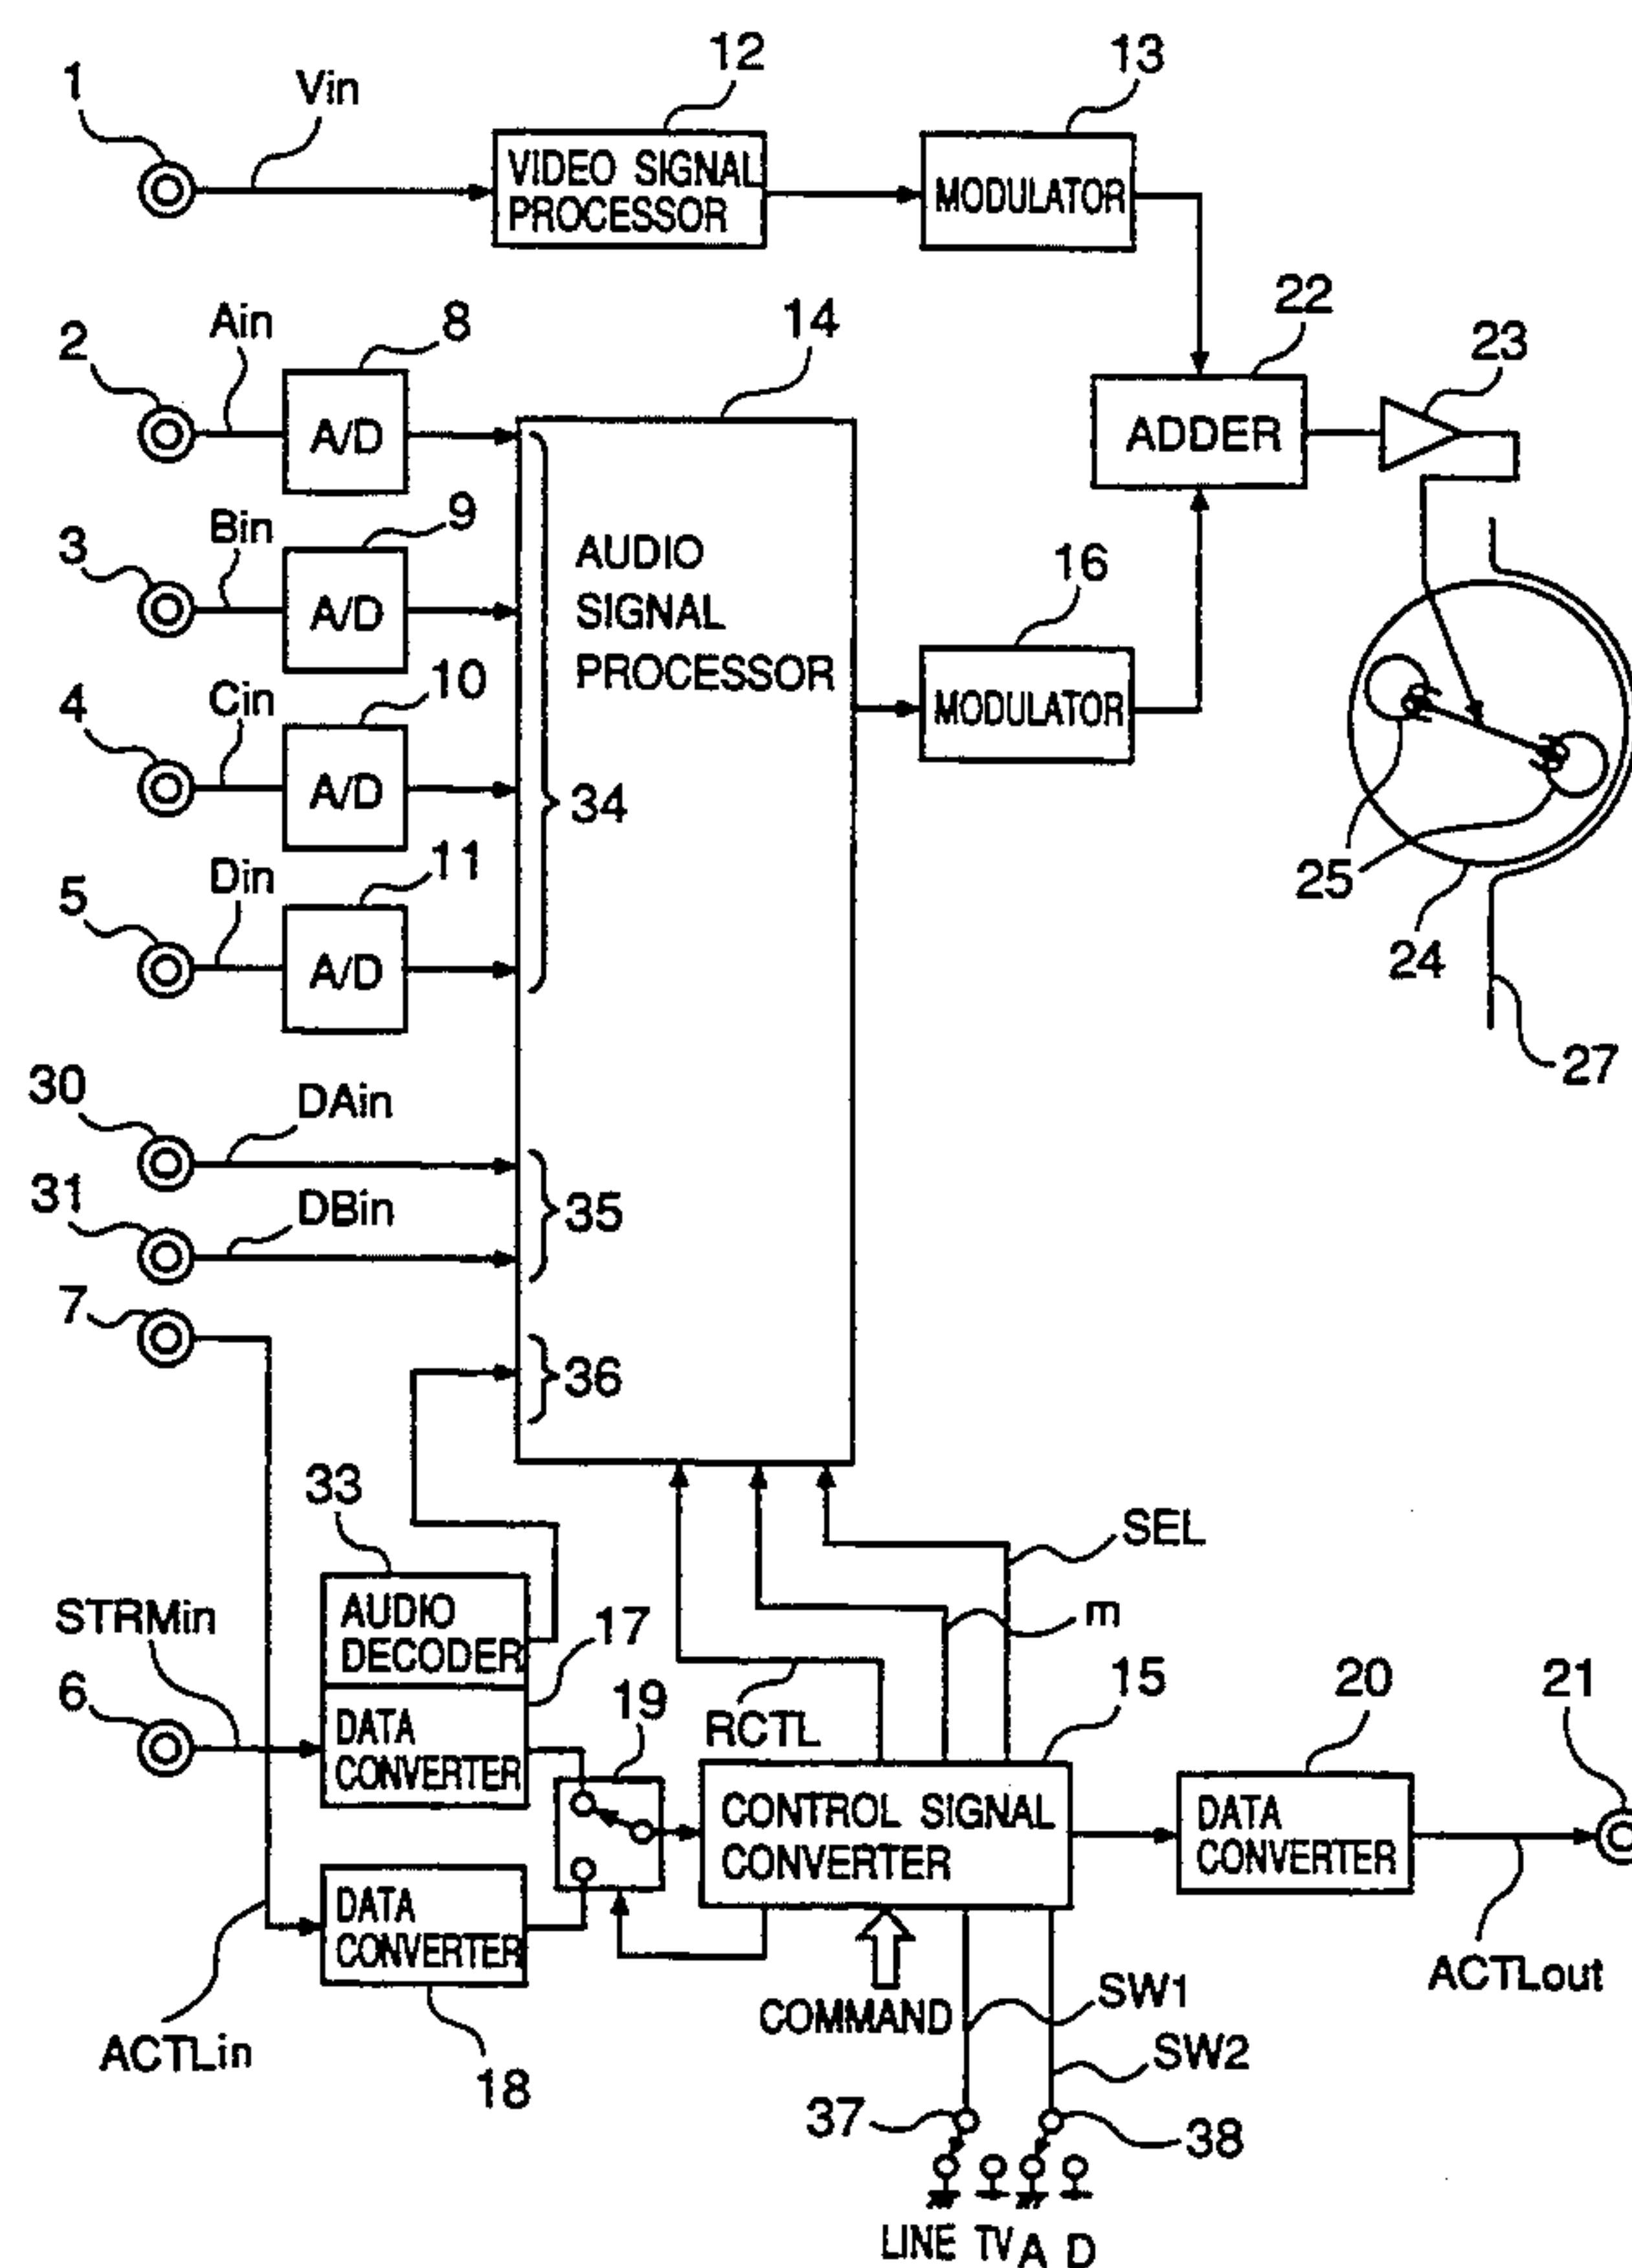 12
13
1
Vin
VIDEO SIGNAL
PROCESSOR
MODULATOR
2
Ain
8
14
22
23
A/D
ADDER
3
Bin
9
A/D
AUDIO
SIGNAL
PROCESSOR
16
4
Cin
10
A/D
34
MODULATOR
5
Din
11
A/D
25
24
27
30
DAin
31
DBin
35
7
36
33
SEL
STRMin
AUDIO
DECODER
17
m
6
19
RCTL
15
20
21
DATA
CONVERTER
CONTROL SIGNAL
CONVERTER
DATA
CONVERTER
DATA
CONVERTER
ACTLin
18
COMMAND
SW1
ACTLout
SW2
37
38
LINE TV A D